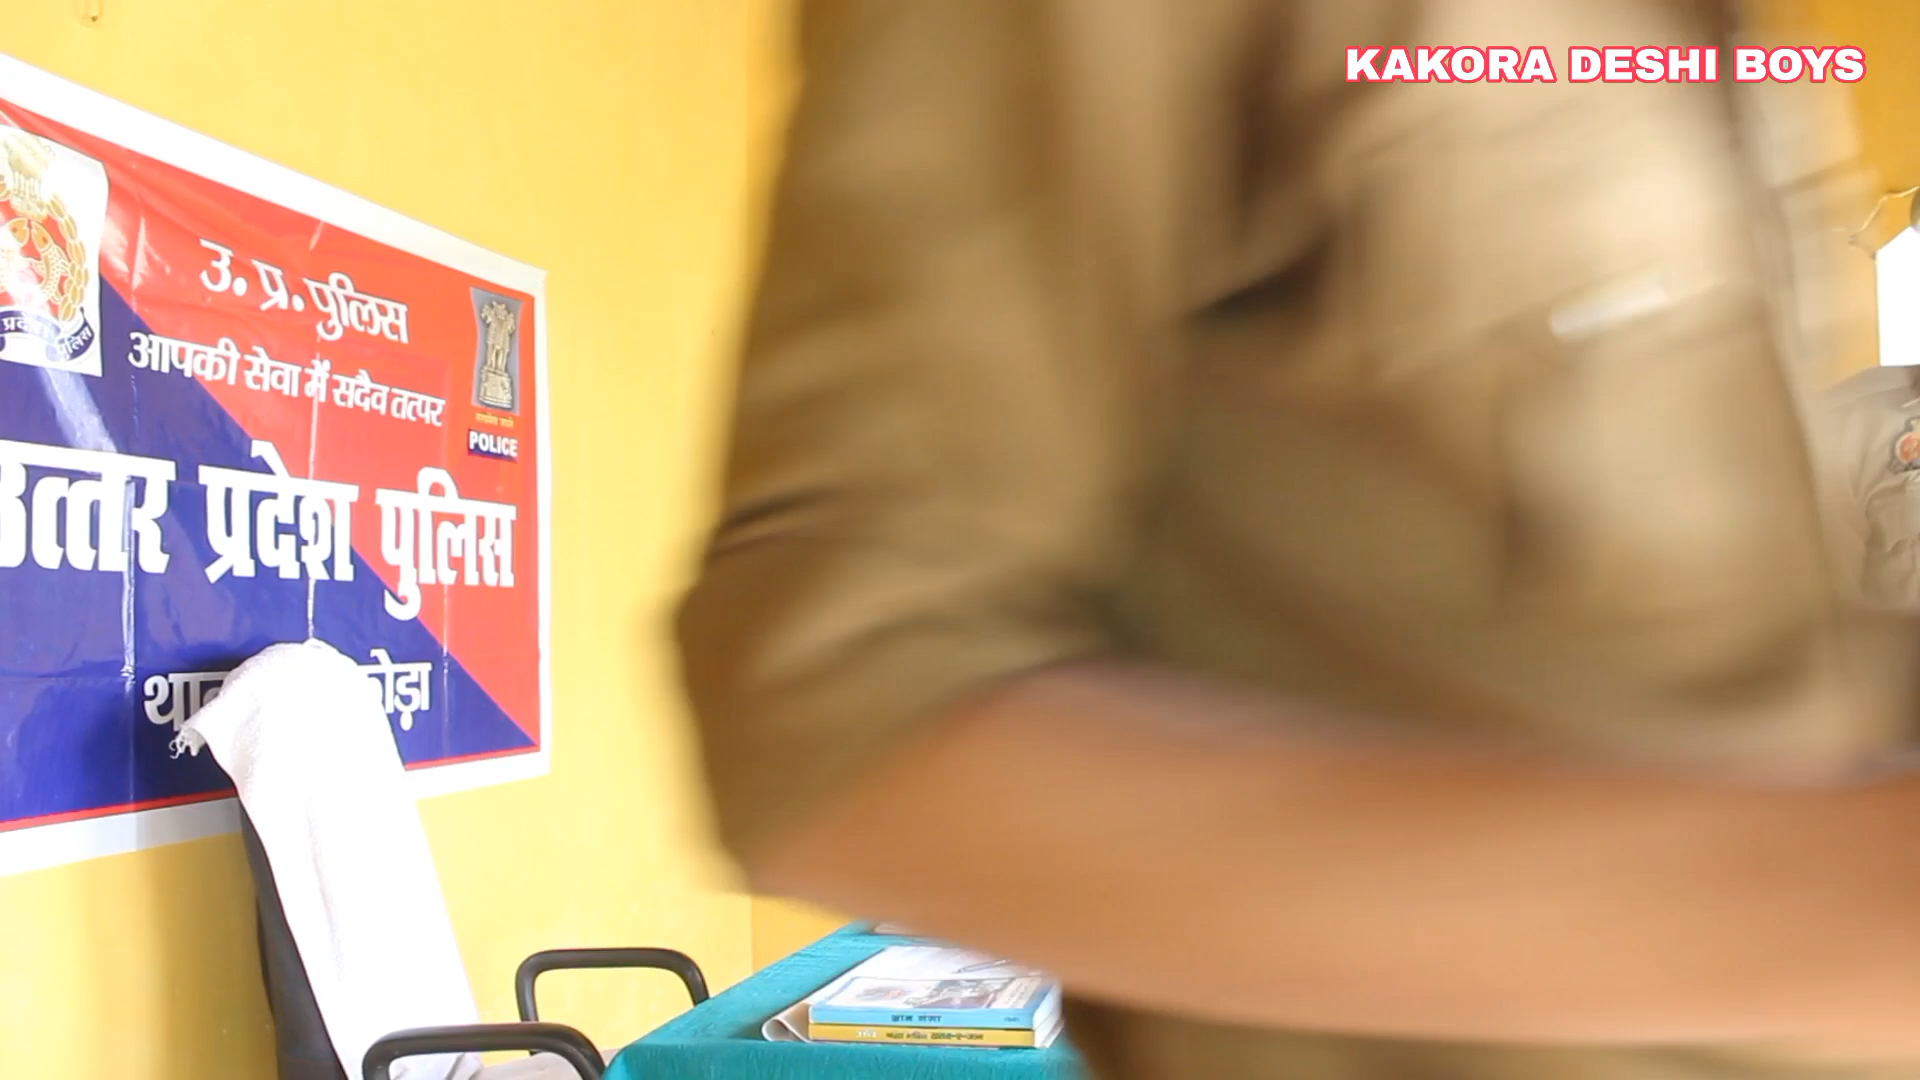 KAKORA DESHI BOYS
उ. प्र. पुलिस
आपकी सेवा में सदैव तत्पर
POLICE
उत्तर प्रदेश पुलिस
ज्ञान गंगा